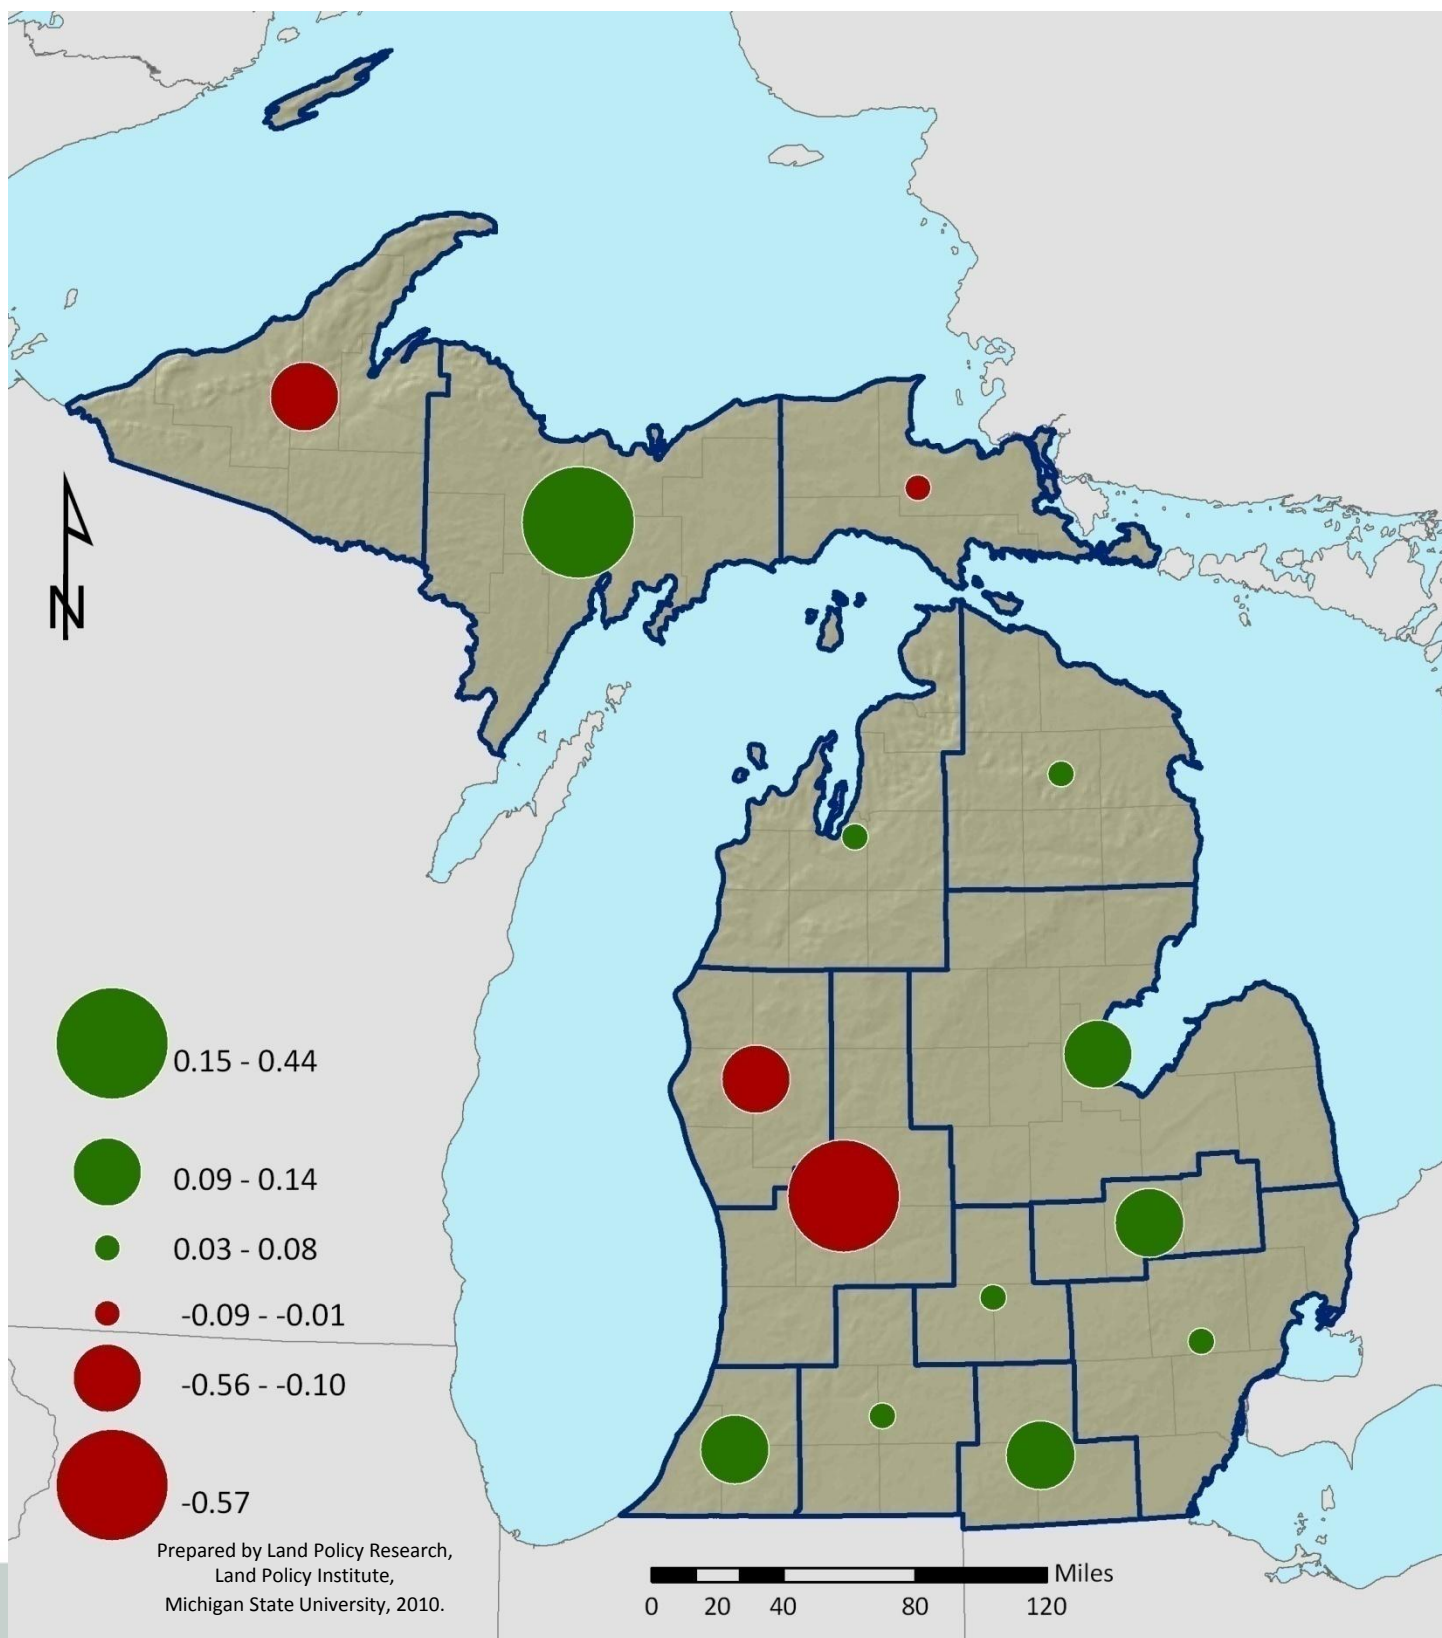 N
0.15 - 0.44
0.09 - 0.14
0.03 - 0.08
-0.09 - -0.01
-0.56 - -0.10
-0.57
Prepared by Land Policy Research,
Land Policy Institute,
Michigan State University, 2010.
Miles
0 20 40 80 120